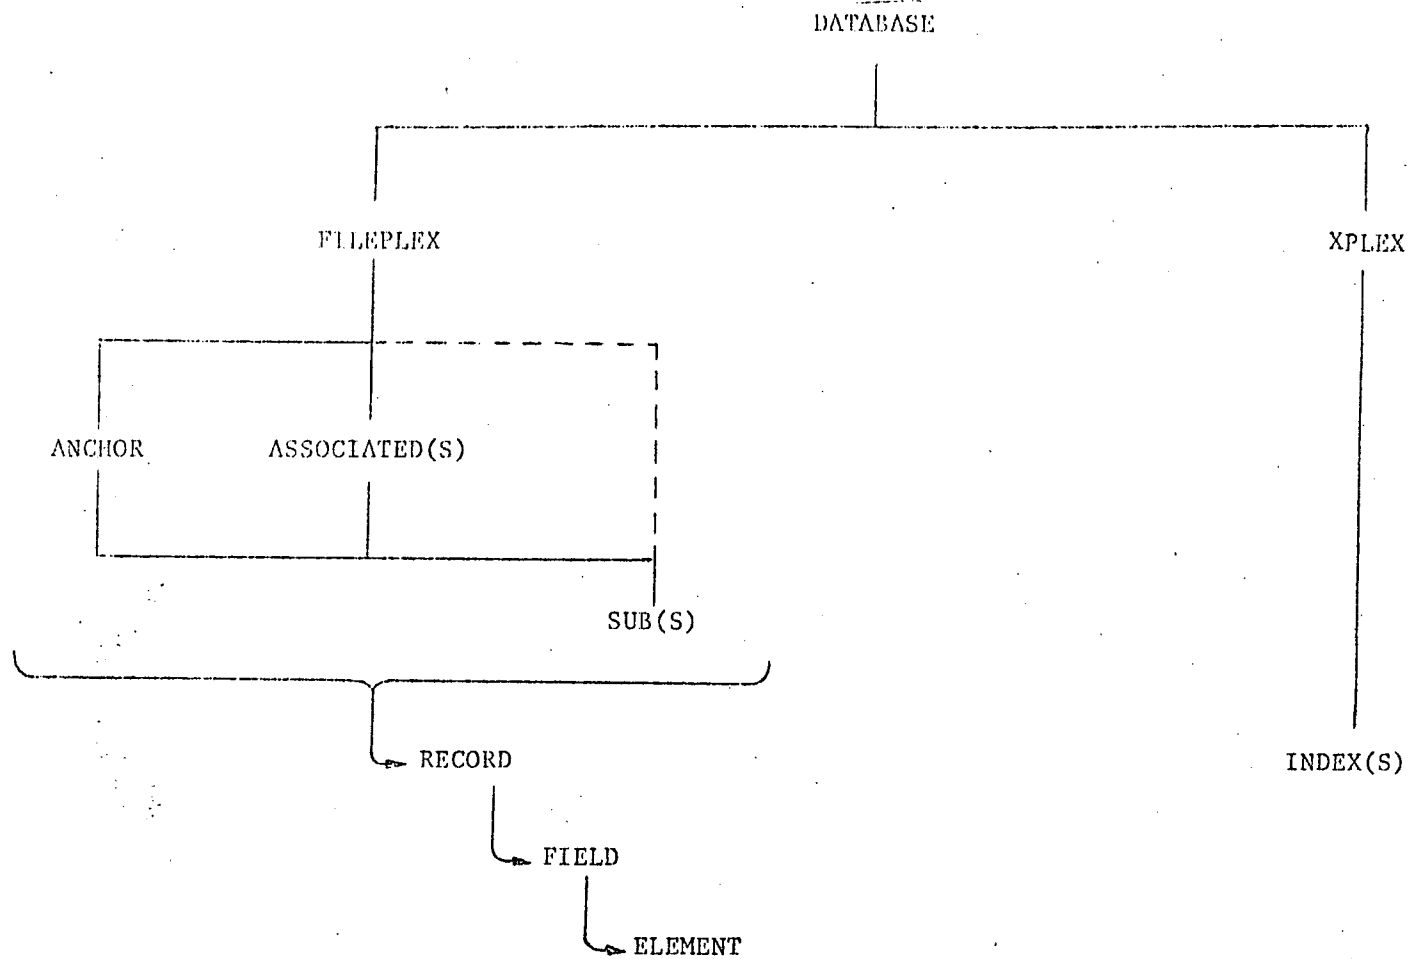 DATABASE
FILEPLEX
XPLEX
ANCHOR
ASSOCIATED(S)
SUB(S)
RECORD
INDEX(S)
FIELD
ELEMENT